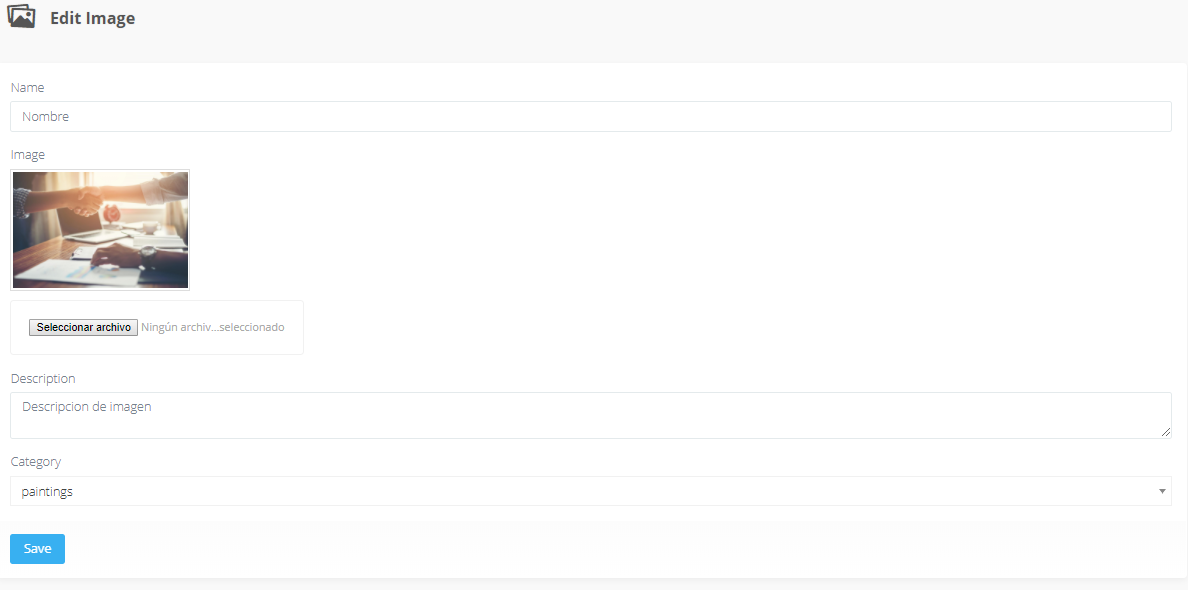 Edit Image
Name
Nombre
Image
Seleccionar archivo Ningún archiv...seleccionado
Description
Descripcion de imagen
Category
paintings
Save